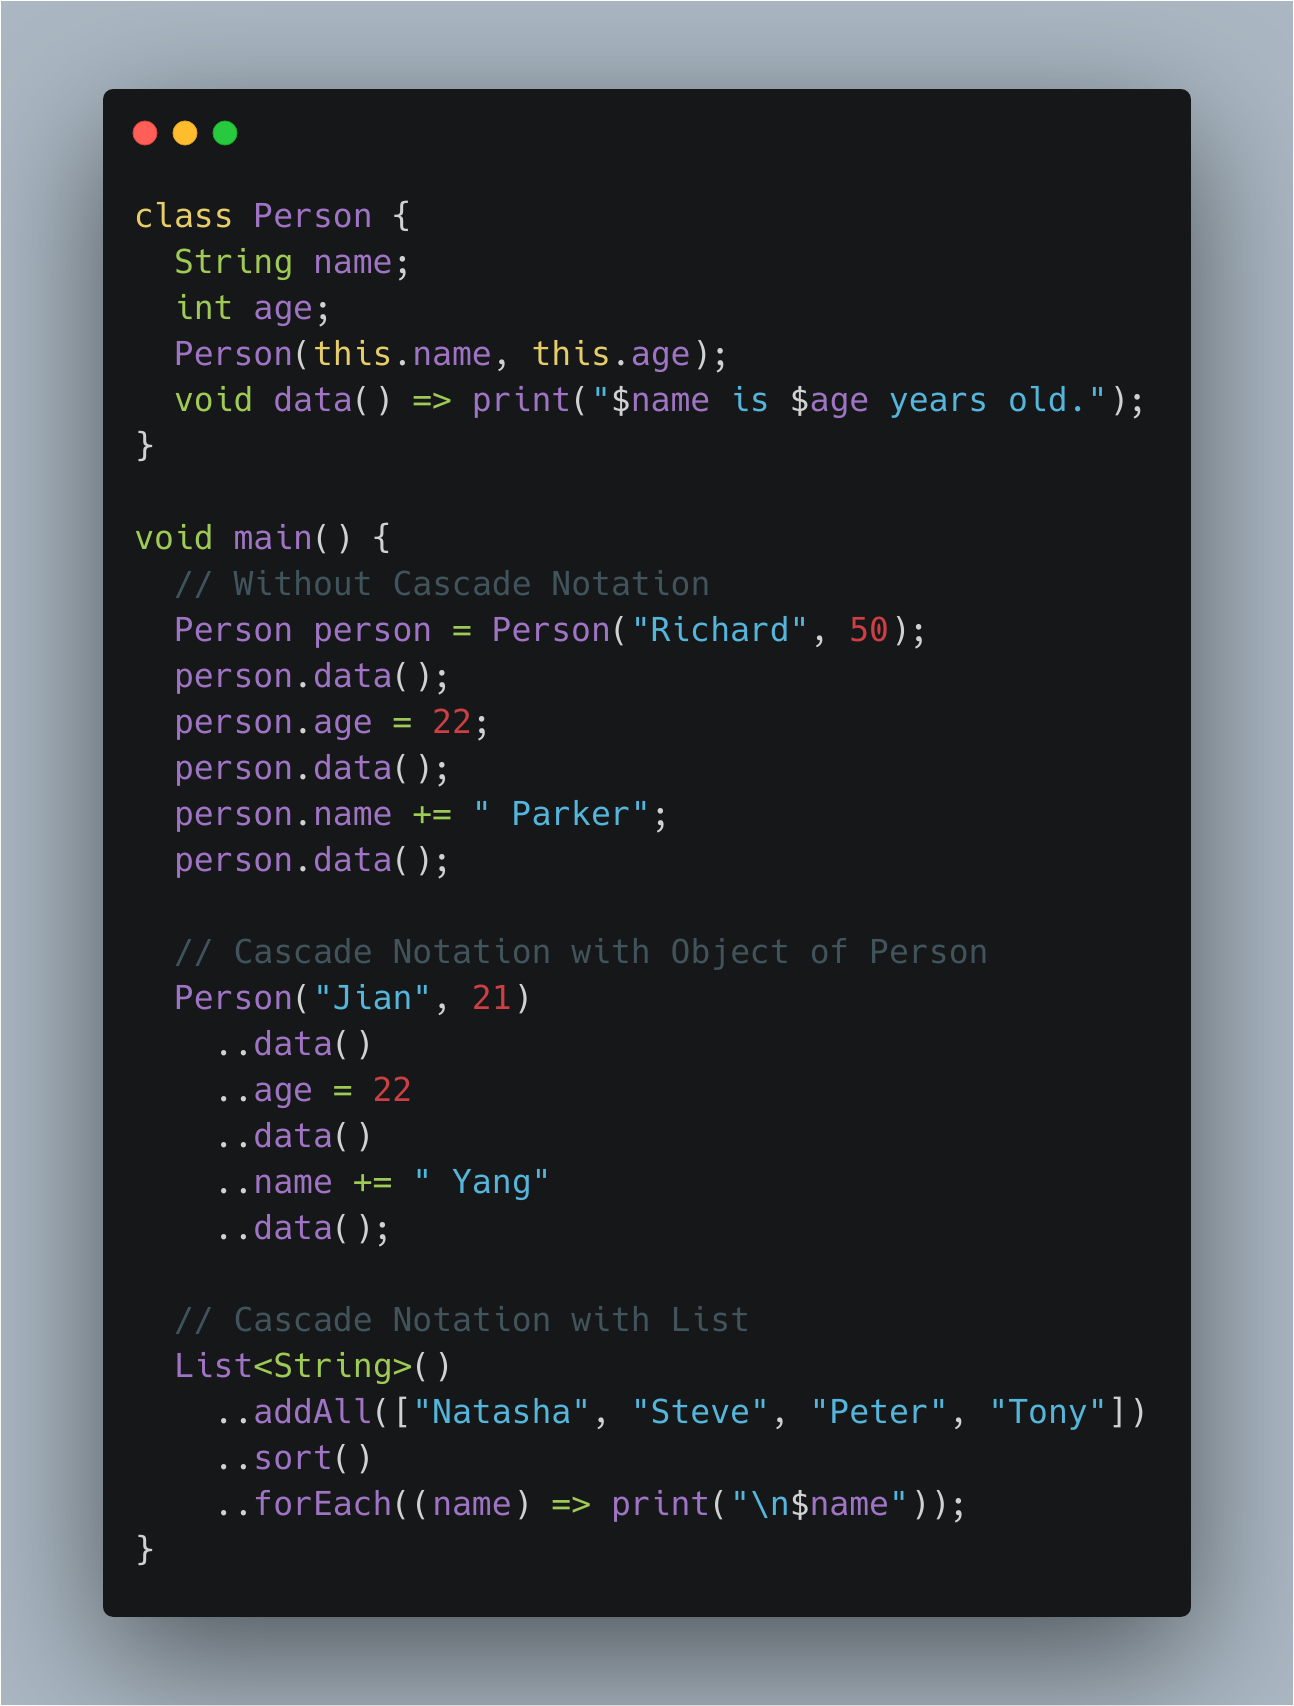 class Person {
  String name;
  int age;
  Person(this.name, this.age);
  void data() => print("$name is $age years old.");
}

void main() {
  // Without Cascade Notation
  Person person = Person("Richard", 50);
  person.data();
  person.age = 22;
  person.data();
  person.name += " Parker";
  person.data();

  // Cascade Notation with Object of Person
  Person("Jian", 21)
    ..data()
    ..age = 22
    ..data()
    ..name += " Yang"
    ..data();

  // Cascade Notation with List
  List<String>()
    ..addAll(["Natasha", "Steve", "Peter", "Tony"])
    ..sort()
    ..forEach((name) => print("\n$name"));
}